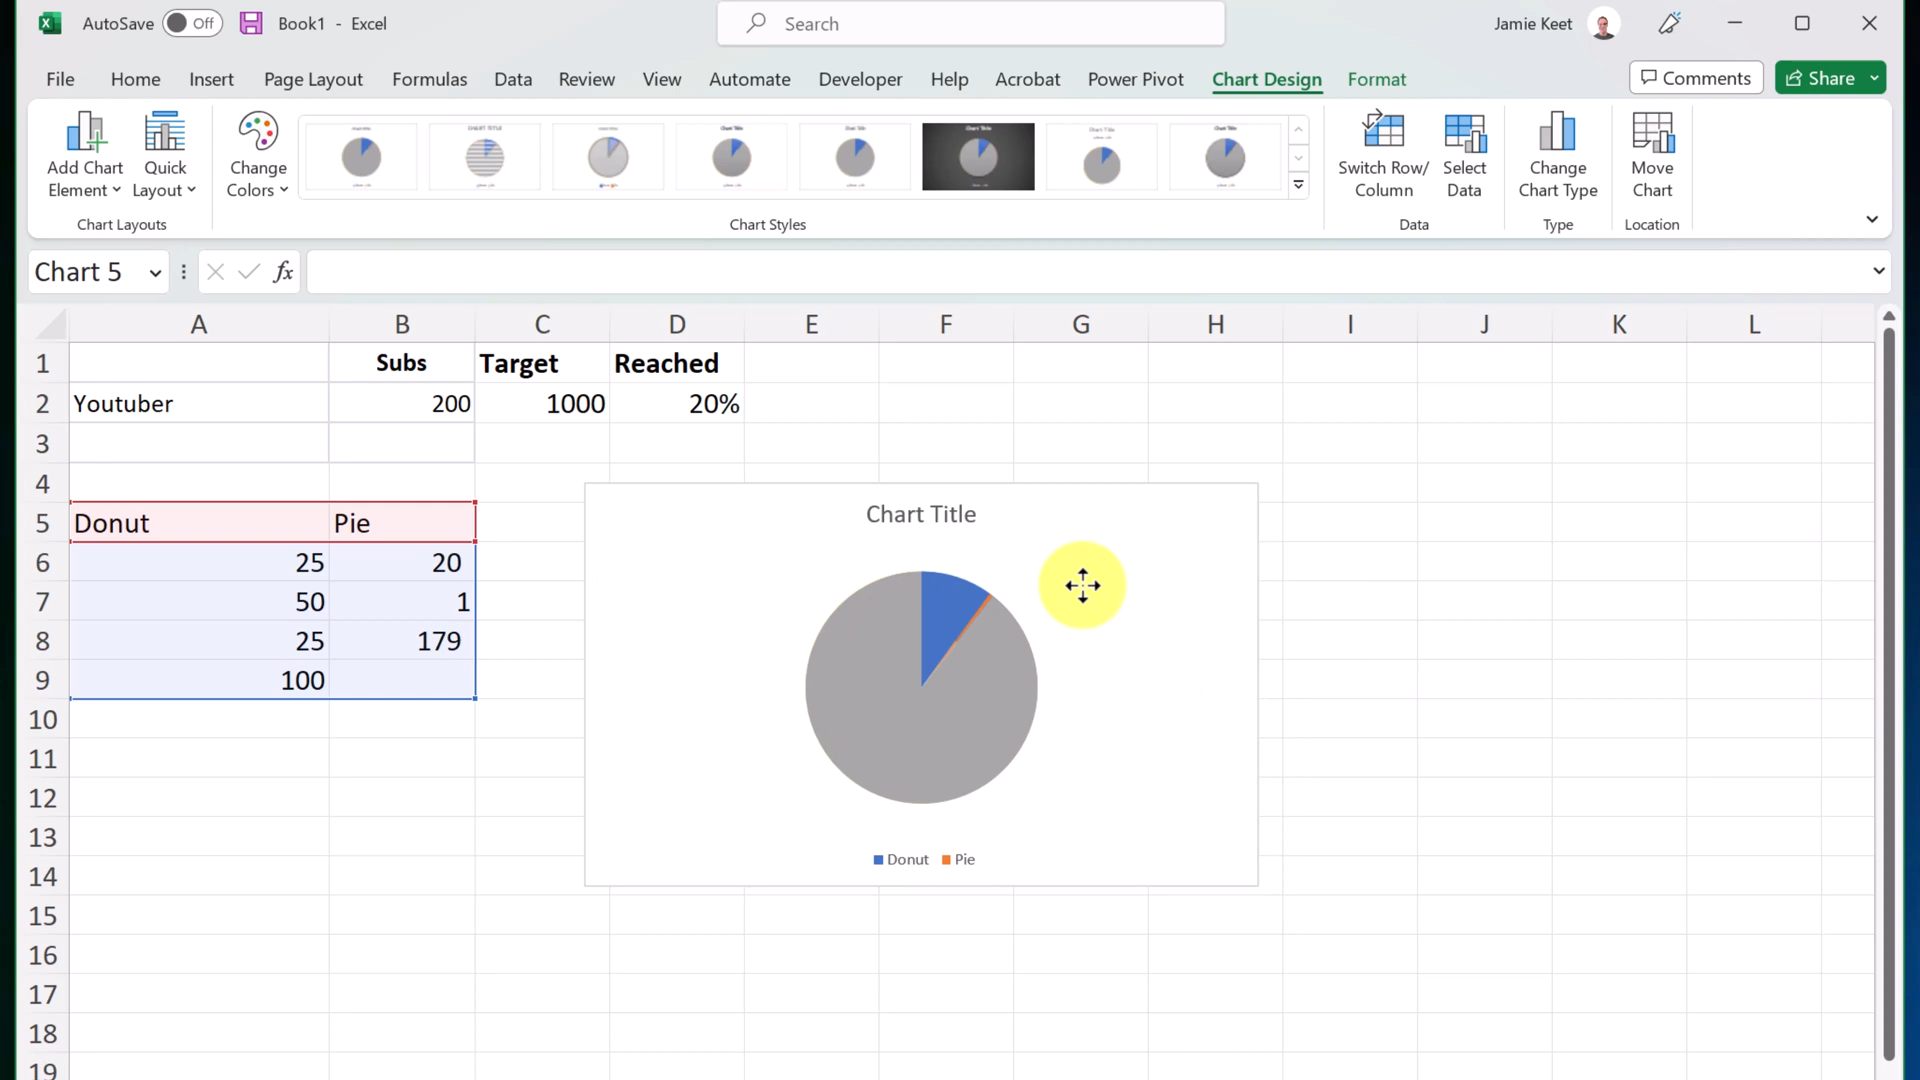 AutoSave Off Book1 - Excel Search Jamie Keet
File Home Insert Page Layout Formulas Data Review View Automate Developer Help Acrobat Power Pivot Chart Design Format Comments Share
Add Chart Element Quick Layout Change Colors Switch Row/ Column Select Data Change Chart Type Move Chart
Chart Layouts Chart Styles Data Type Location
Chart 5 fx
A B C D E F G H I J K L
1 Subs Target Reached
2 Youtuber 200 1000 20%
3
4
5 Donut Pie
Chart Title
6 25 20
7 50 1
8 25 179
9 100
10
11
12
13
Donut Pie
14
15
16
17
18
19